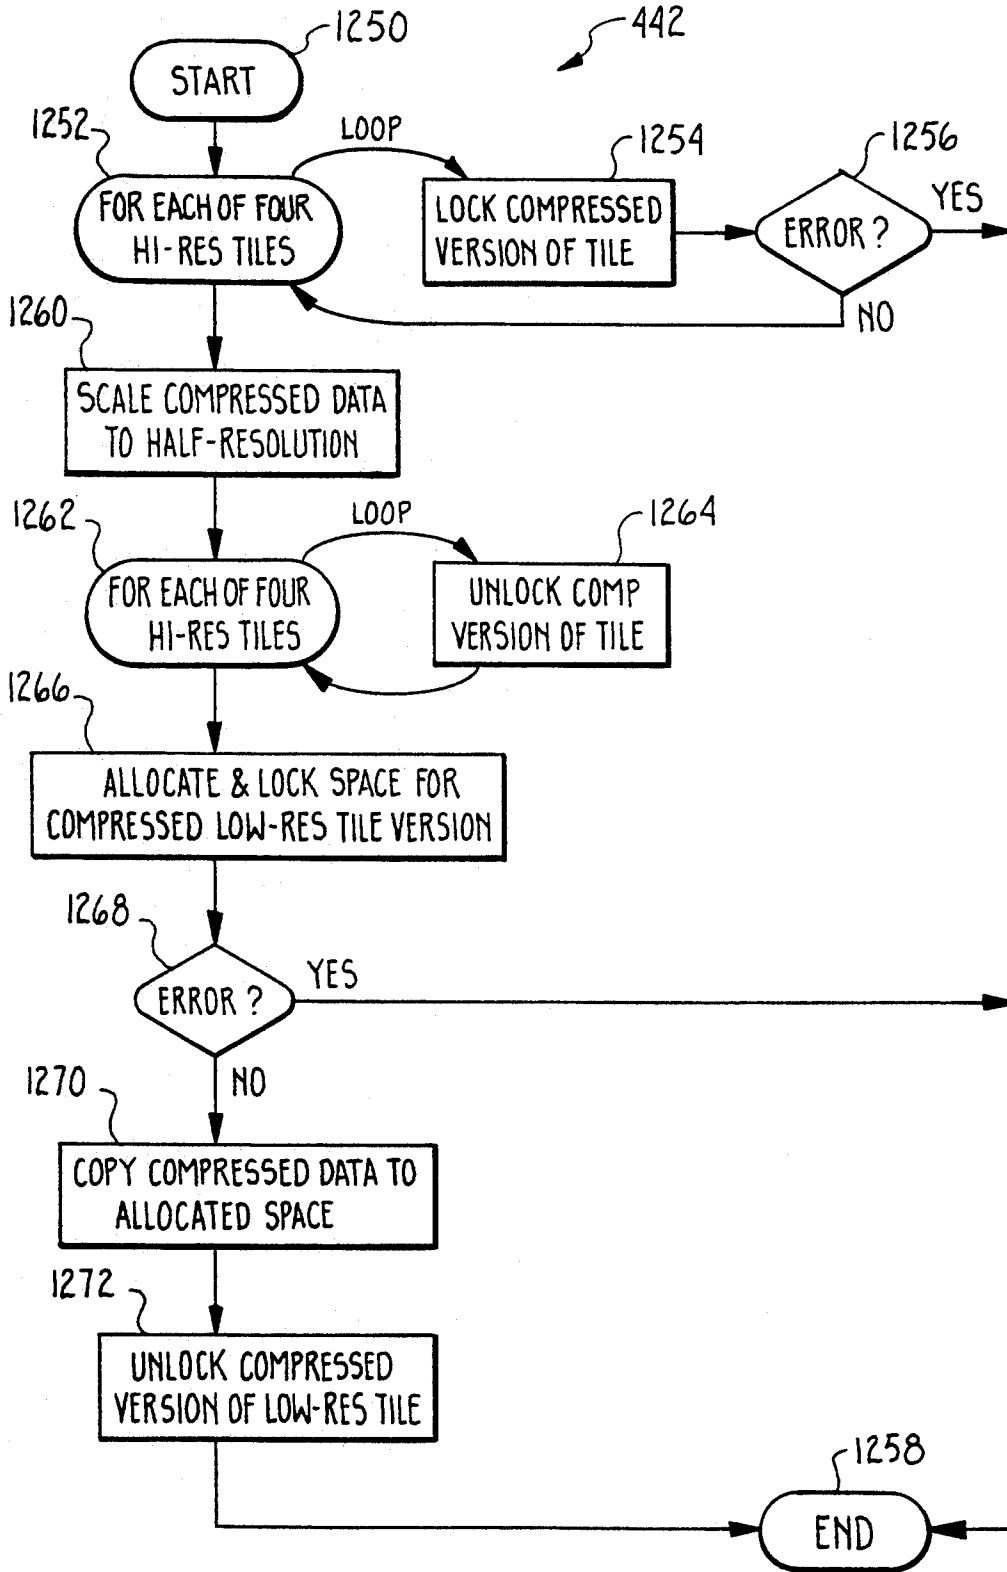 1250
442
START
1252
LOOP
1254
1256
FOR EACH OF FOUR
HI-RES TILES
LOCK COMPRESSED
VERSION OF TILE
ERROR ?
YES
NO
1260
SCALE COMPRESSED DATA
TO HALF-RESOLUTION
1262
LOOP
1264
FOR EACH OF FOUR
HI-RES TILES
UNLOCK COMP
VERSION OF TILE
1266
ALLOCATE & LOCK SPACE FOR
COMPRESSED LOW-RES TILE VERSION
1268
ERROR ?
YES
NO
1270
COPY COMPRESSED DATA TO
ALLOCATED SPACE
1272
UNLOCK COMPRESSED
VERSION OF LOW-RES TILE
1258
END